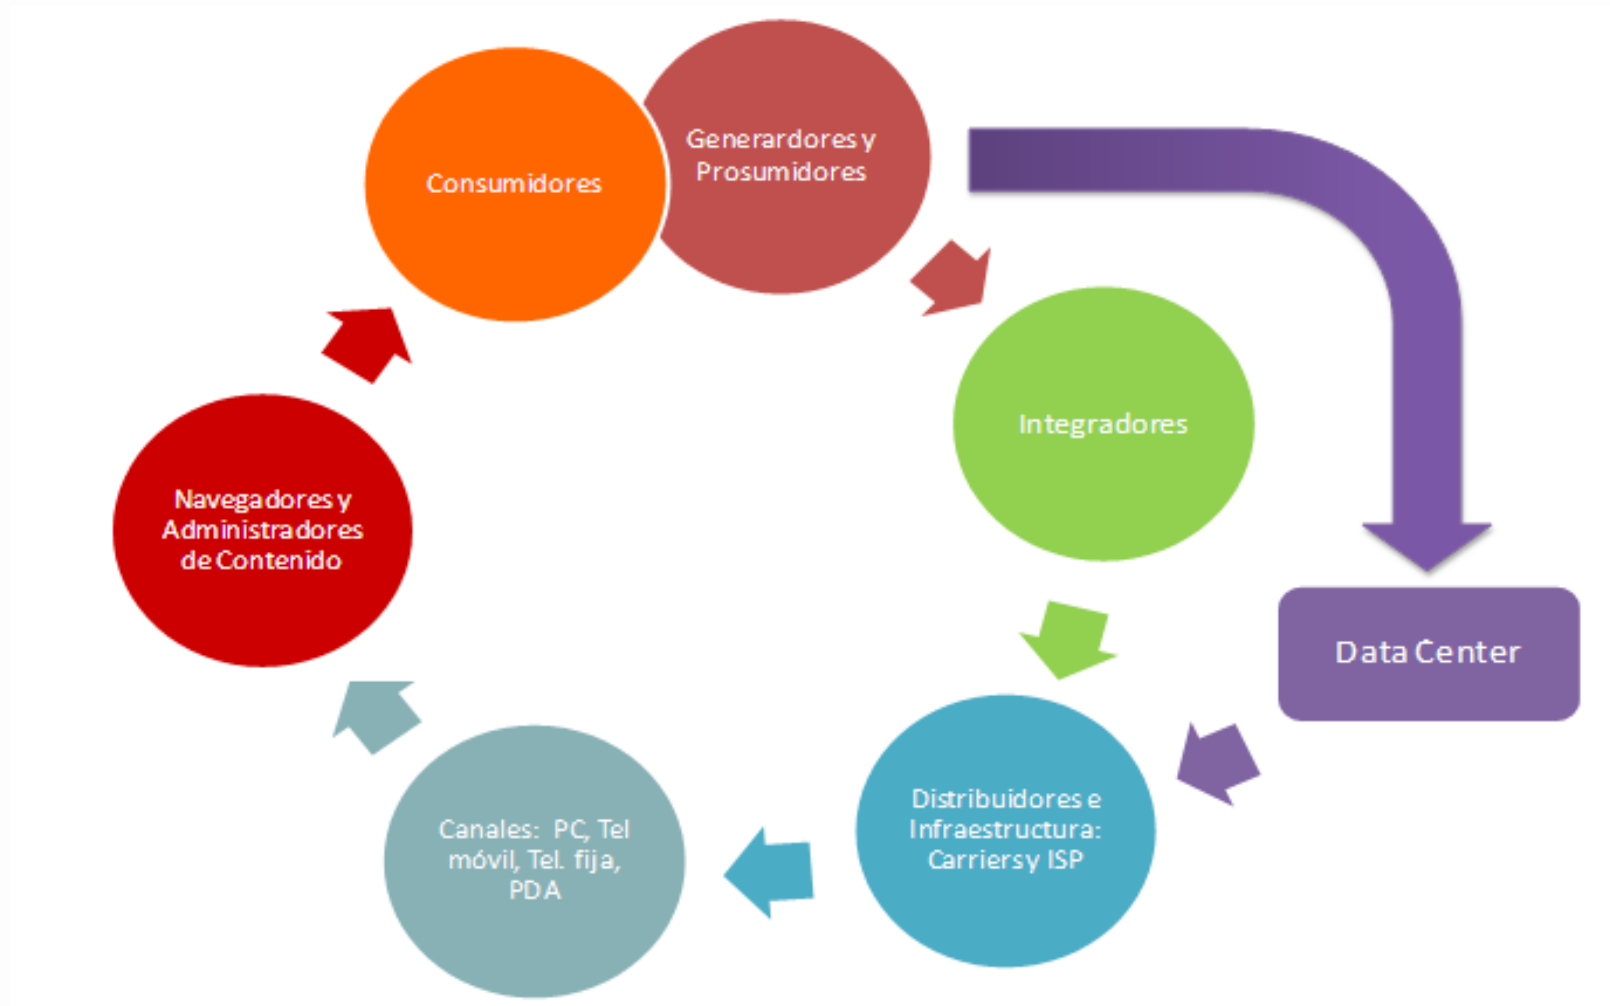 Consumidores
Generardores y
Prosumidores
Integradores
Data Center
Distribuidores e
Infraestructura:
Carriers y ISP
Canales: PC, Tel
móvil, Tel. fija,
PDA
Navegadores y
Administradores
de Contenido